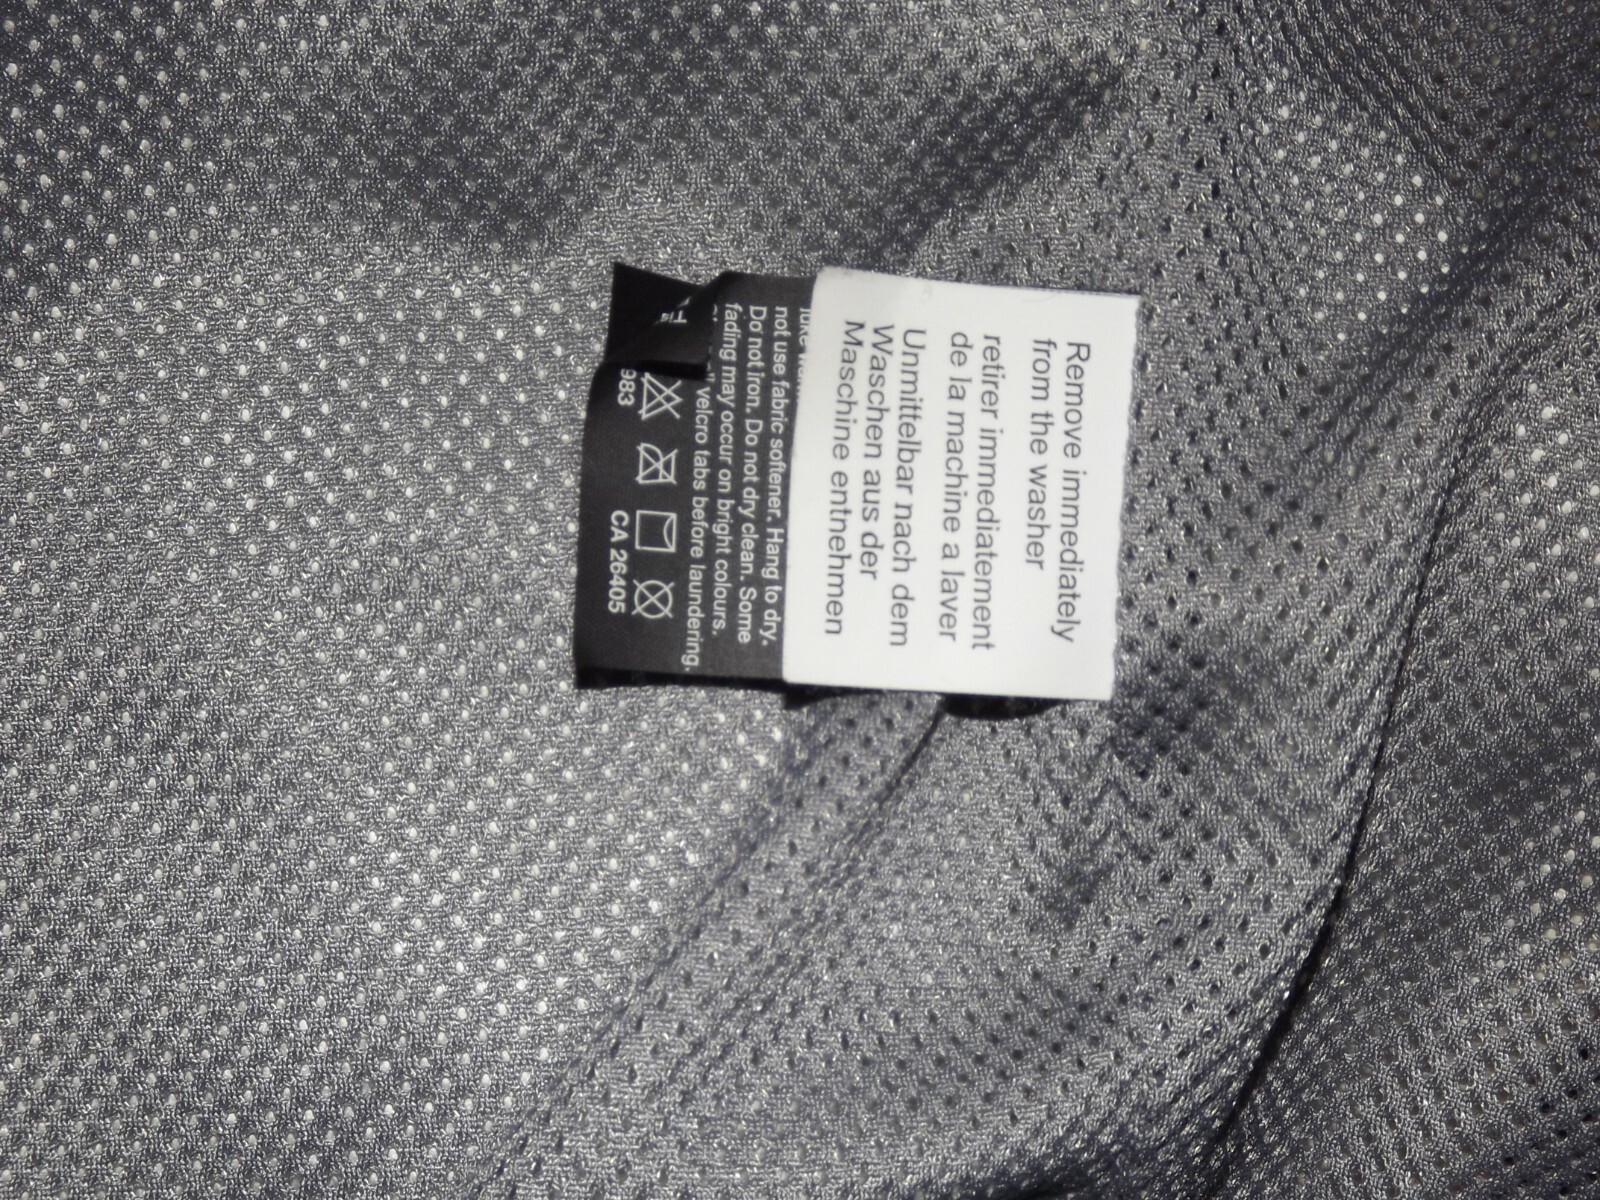 Remove immediately
from the washer
retirer immediatement
de la machine a laver
Unmittelbar nach dem
Waschen aus der
Maschine entnehmen
not use fabric softener. Hang to dry.
Do not iron. Do not dry clean. Some
fading may occur on bright colours.
velcro tabs before laundering.
983 CA 26405